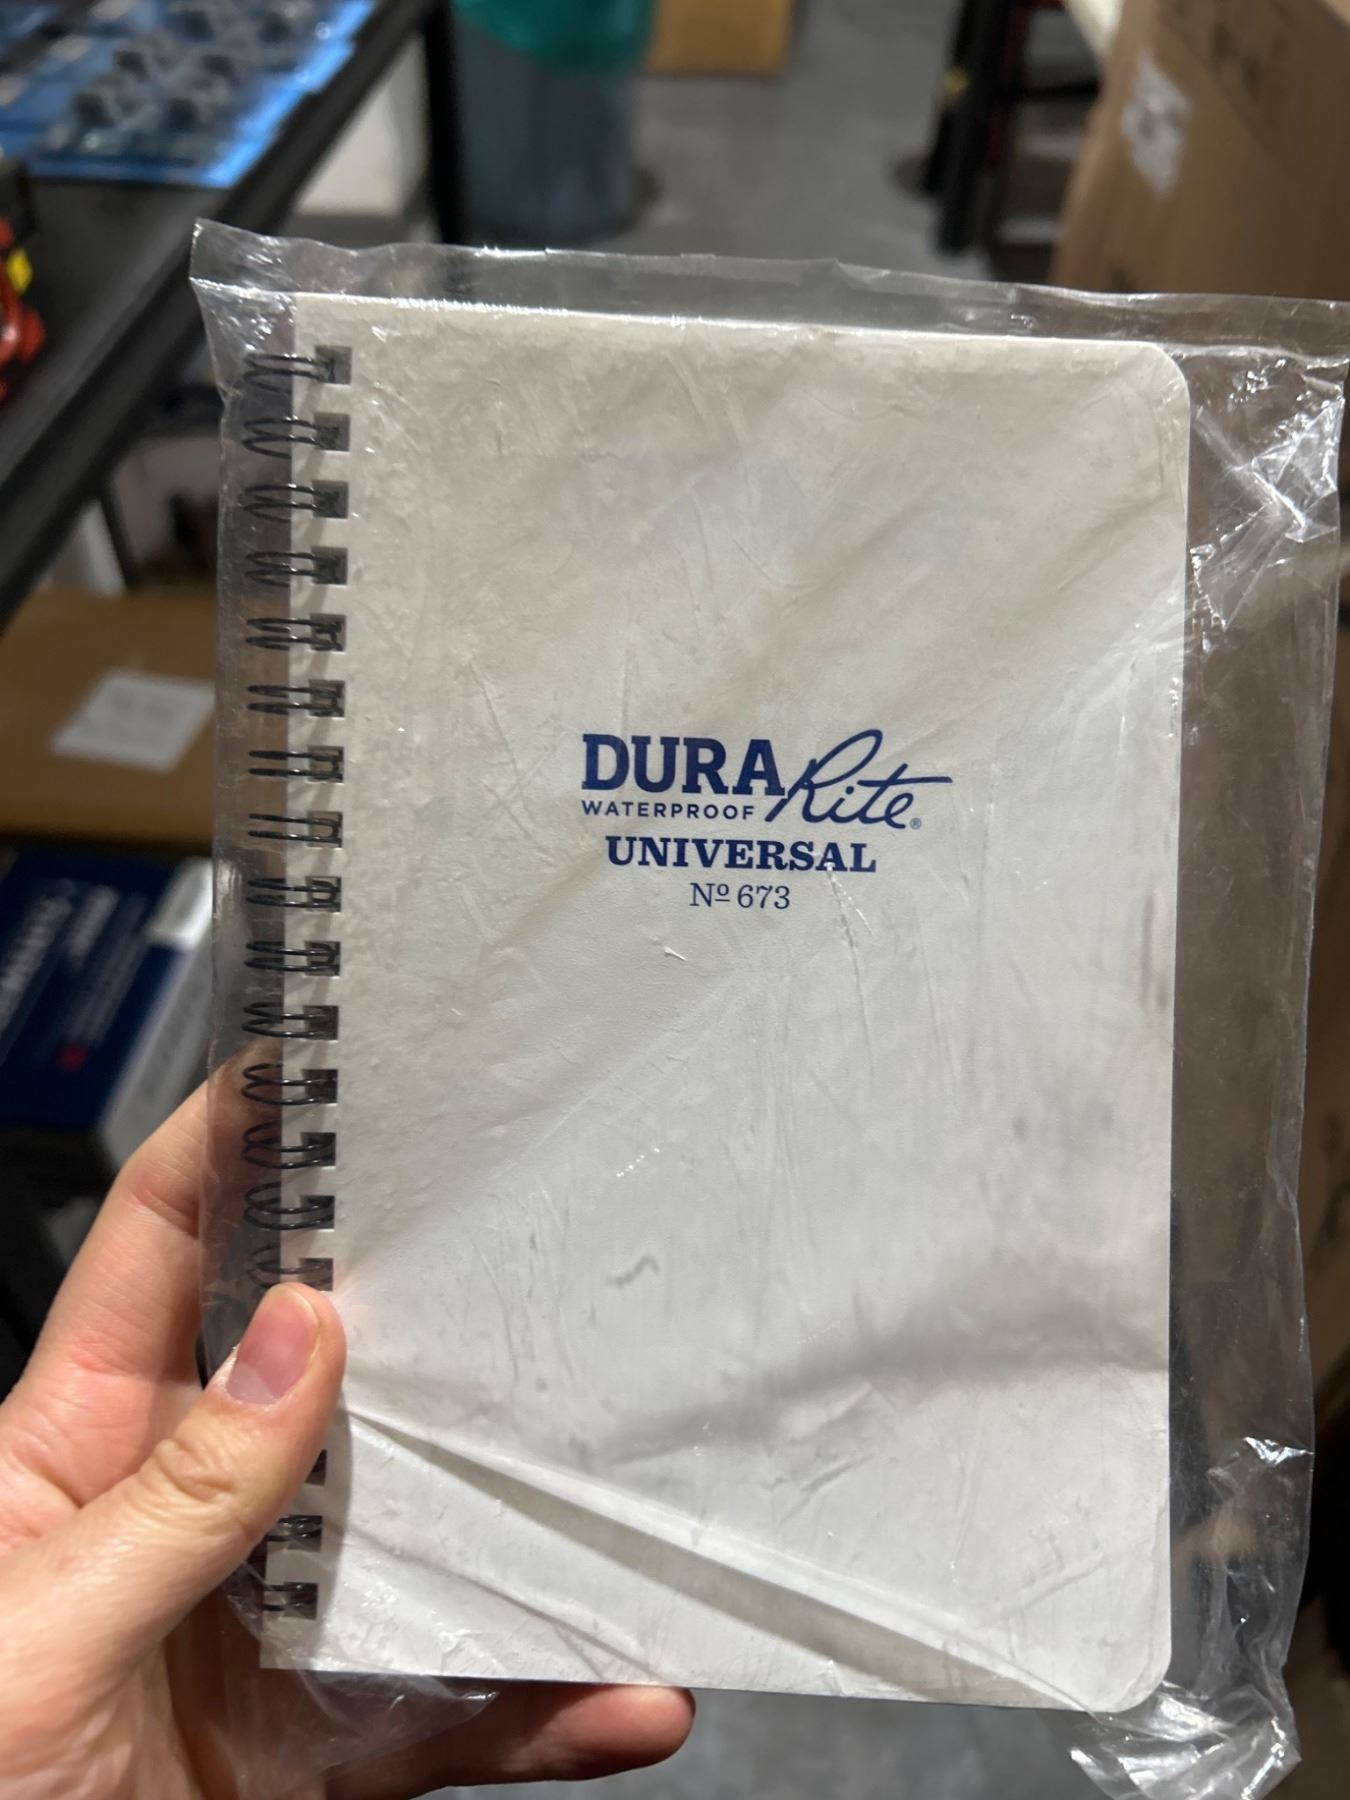 DURA Rite®
WATERPROOF
UNIVERSAL
Nº 673